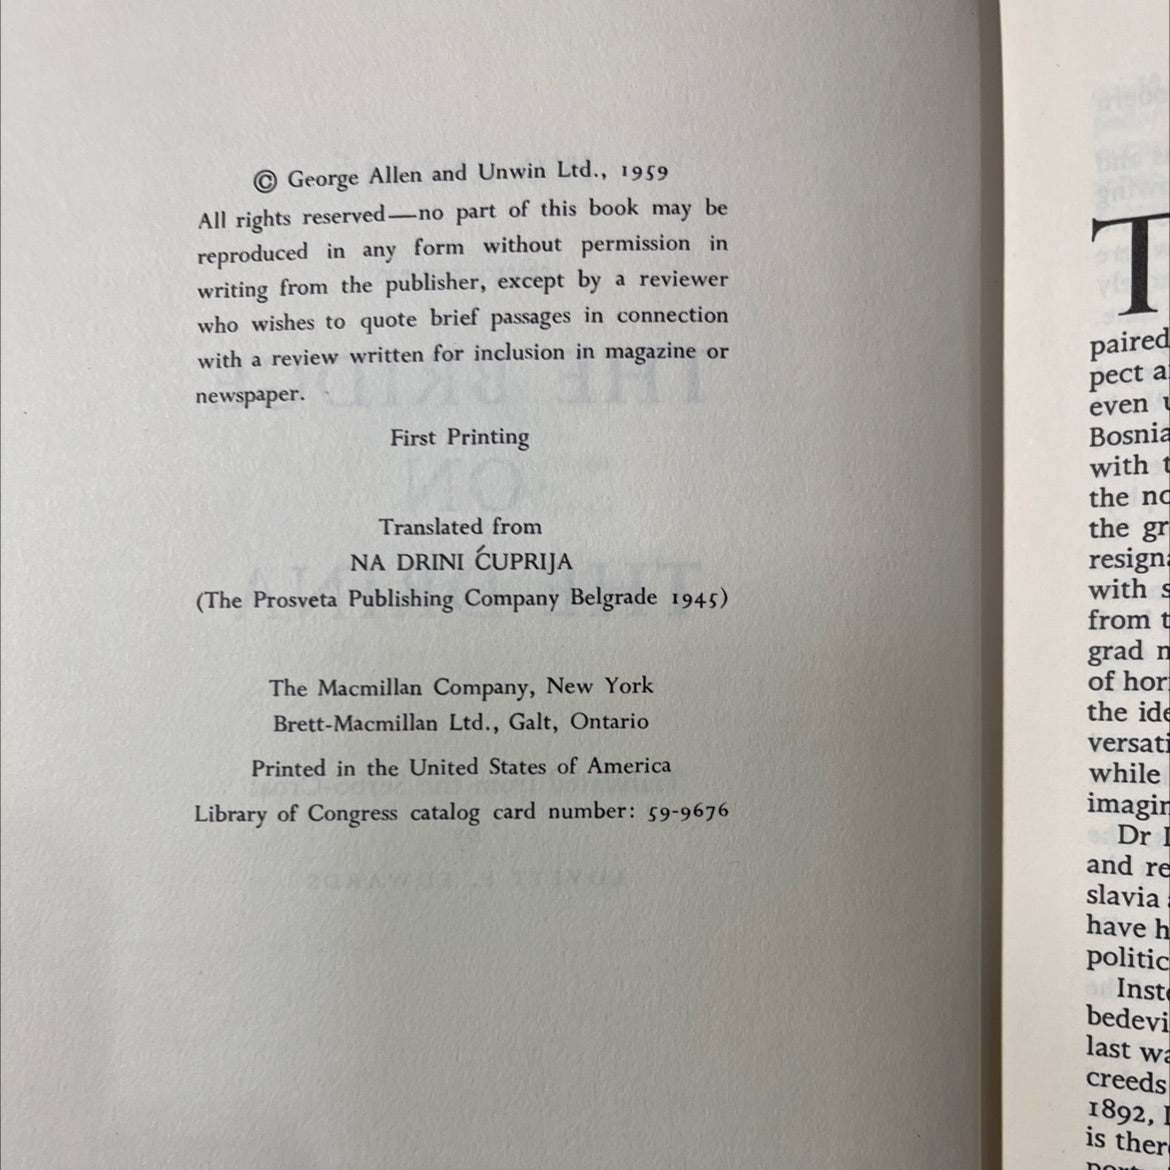 © George Allen and Unwin Ltd., 1959
All rights reserved—no part of this book may be
reproduced in any form without permission in
writing from the publisher, except by a reviewer
who wishes to quote brief passages in connection
with a review written for inclusion in magazine or
newspaper.
First Printing
Translated from
NA DRINI ĆUPRIJA
(The Prosveta Publishing Company Belgrade 1945)
The Macmillan Company, New York
Brett-Macmillan Ltd., Galt, Ontario
Printed in the United States of America
Library of Congress catalog card number: 59-9676
T
paired
pect a
even
Bosnia
with
the
the gr
with s
from
grad
of hor
the
versati
while
imagin
Dr
and re
slavia
have h
politic
Inst
bedevi
last wa
creeds
1892,
is ther